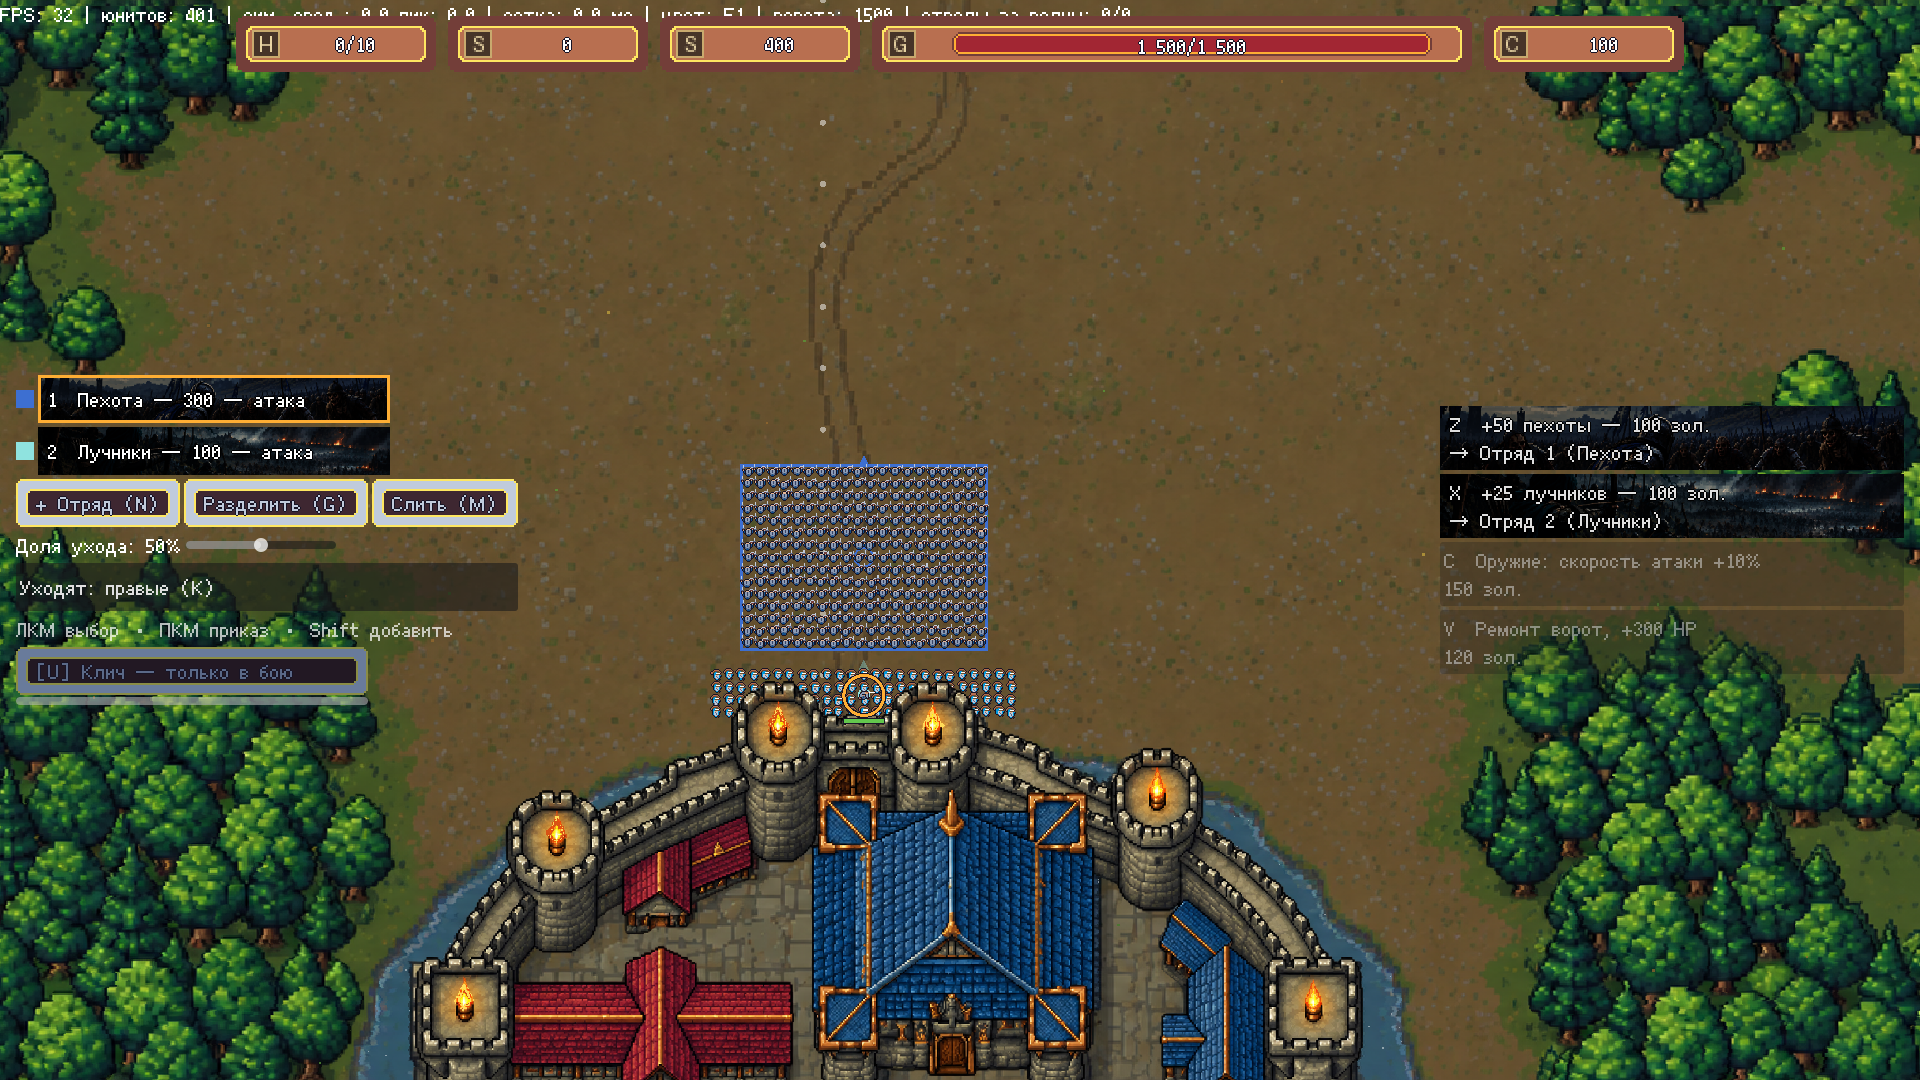 FPS: 32 | юнитов: 401 |
1500 |
0/0
H 0/10
S 0
S 400
G 1 500/1 500
C 100
1 Пехота — 300 — атака
2 Лучники — 100 — атака
+ Отряд (N)
Разделить (G)
Слить (M)
Доля ухода: 50%
Уходят: правые (K)
ЛКМ выбор · ПКМ приказ · Shift добавить
[U] Клич — только в бою
Z +50 пехоты — 100 зол.
→ Отряд 1 (Пехота)
X +25 лучников — 100 зол.
→ Отряд 2 (Лучники)
C Оружие: скорость атаки +10%
150 зол.
V Ремонт ворот, +300 HP
120 зол.